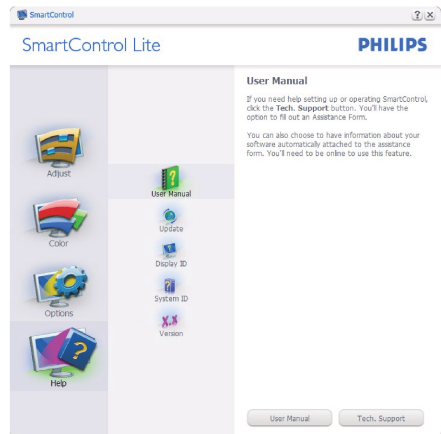 SmartControl
SmartControl Lite
PHILIPS
Adjust
Color
Options
Help
User Manual
Update
Display ID
System ID
Version
User Manual
If you need help setting up or operating SmartControl,
click the Tech. Support button. You'll have the
option to fill out an Assistance Form.
You can also choose to have information about your
software automatically attached to the assistance
form. You'll need to be online to use this feature.
User Manual
Tech. Support